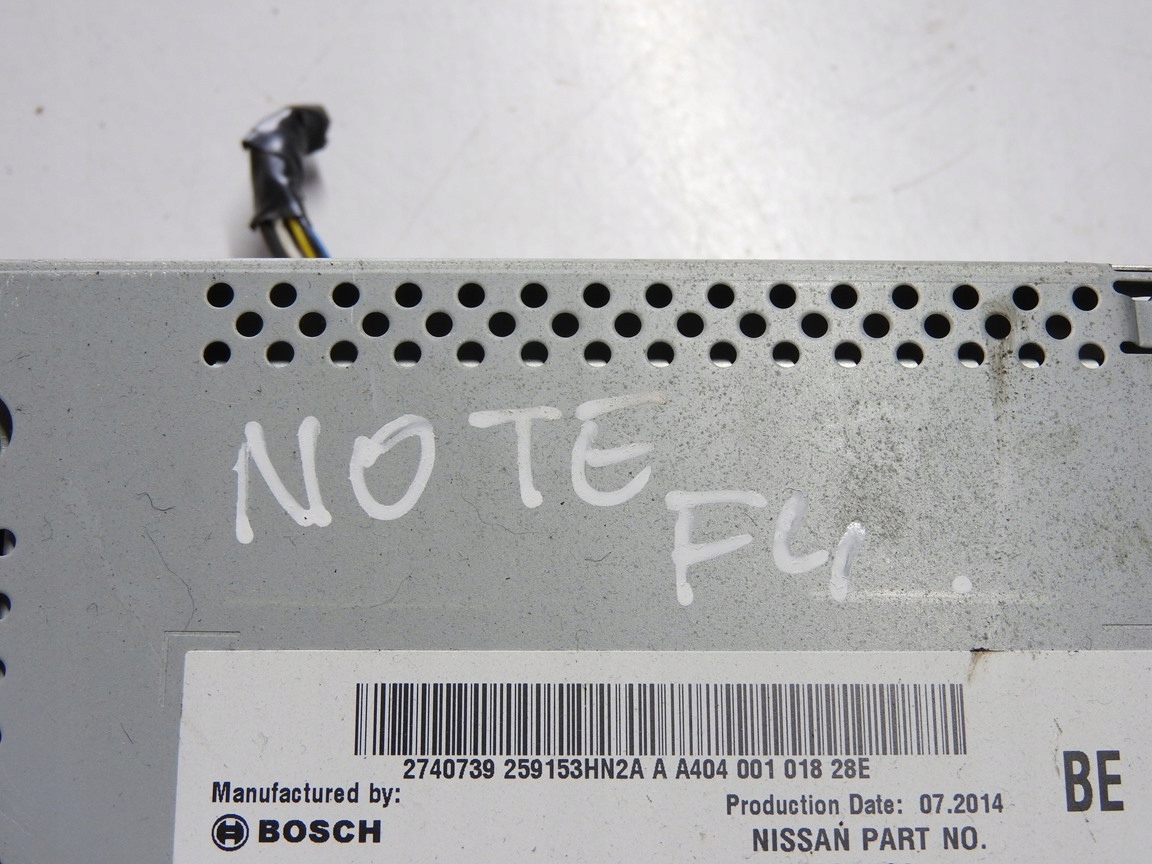 NOTE
F4.
2740739 259153HN2A A A404 001 018 28E
Manufactured by:
BOSCH
Production Date: 07.2014
NISSAN PART NO.
BE